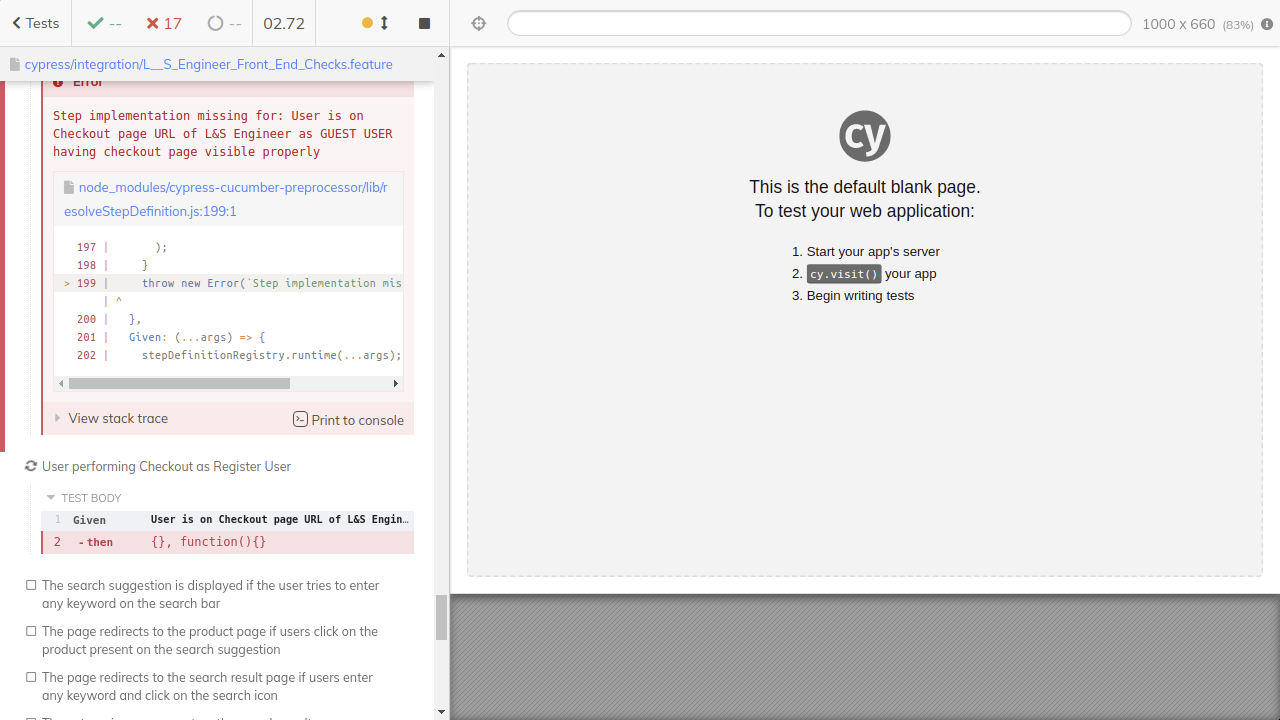 Tests
--
17
--
02.72
1000 x 660 (83%)
cypress/integration/L__S_Engineer_Front_End_Checks.feature
Error
Step implementation missing for: User is on
Checkout page URL of L&S Engineer as GUEST USER
having checkout page visible properly
node_modules/cypress-cucumber-preprocessor/lib/r
esolveStepDefinition.js:199:1
197 | );
198 | }
> 199 | throw new Error(`Step implementation mis
| ^
200 | },
201 | Given: (...args) => {
202 | stepDefinitionRegistry.runtime(...args);
View stack trace
Print to console
User performing Checkout as Register User
TEST BODY
1 Given User is on Checkout page URL of L&S Engin…
2 -then {}, function(){}
The search suggestion is displayed if the user tries to enter
any keyword on the search bar
The page redirects to the product page if users click on the
product present on the search suggestion
The page redirects to the search result page if users enter
any keyword and click on the search icon
cy
This is the default blank page.
To test your web application:
1. Start your app's server
2. cy.visit() your app
3. Begin writing tests